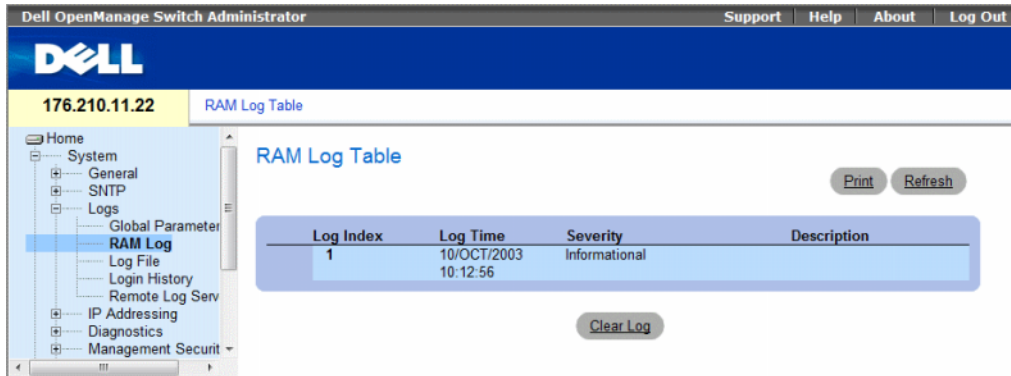 Dell OpenManage Switch Administrator
Support Help About Log Out
DELL
176.210.11.22 RAM Log Table
Home
System
General
SNTP
Logs
Global Parameter
RAM Log
Log File
Login History
Remote Log Serv
IP Addressing
Diagnostics
Management Securit
RAM Log Table
Print Refresh
Log Index Log Time Severity Description
1 10/OCT/2003 Informational
10:12:56
Clear Log